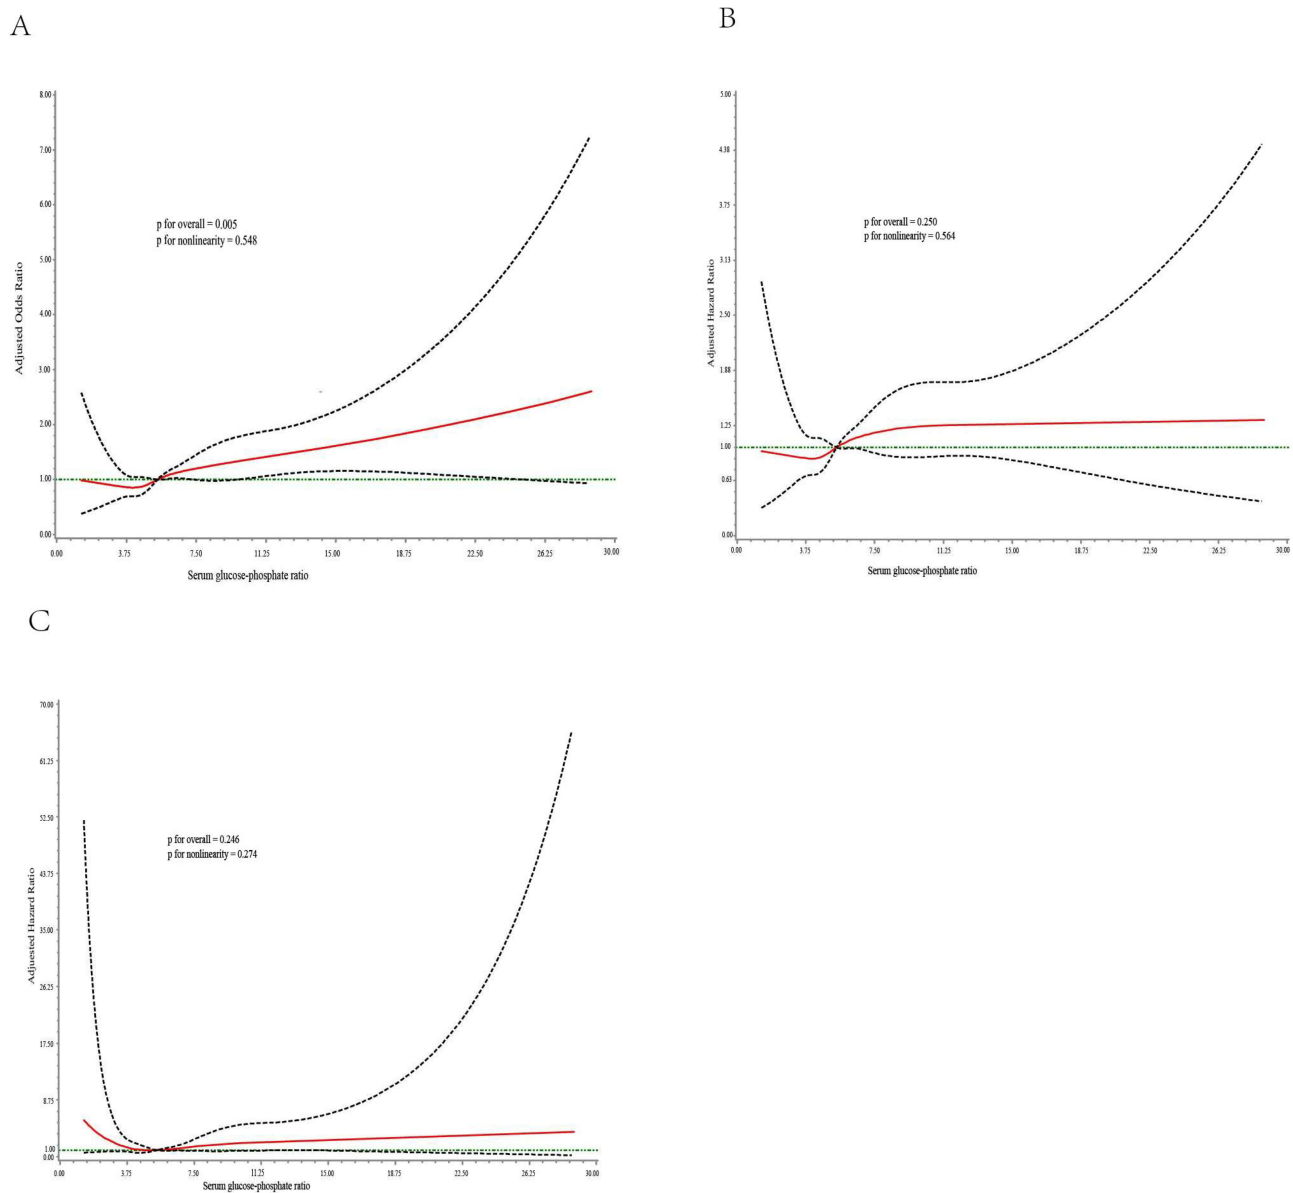 A
8.00
7.00
6.00
p for overall = 0.005
p for nonlinearity = 0.548
5.00
4.00
3.00
2.00
1.00
0.00
Adjusted Odds Ratio
0.00 3.75 7.50 11.25 15.00 18.75 22.50 26.25 30.00
Serum glucose-phosphate ratio
B
5.00
4.38
3.75
p for overall = 0.250
p for nonlinearity = 0.564
3.13
2.50
1.88
1.25
1.00
0.63
0.00
Adjusted Hazard Ratio
0.00 3.75 7.50 11.25 15.00 18.75 22.50 26.25 30.00
Serum glucose-phosphate ratio
C
70.00
61.25
52.50
p for overall = 0.246
p for nonlinearity = 0.274
43.75
35.00
26.25
17.50
8.75
1.00
0.00
Adjuested Hazard Ratio
0.00 3.75 7.50 11.25 15.00 18.75 22.50 26.25 30.00
Serum glucose-phosphate ratio